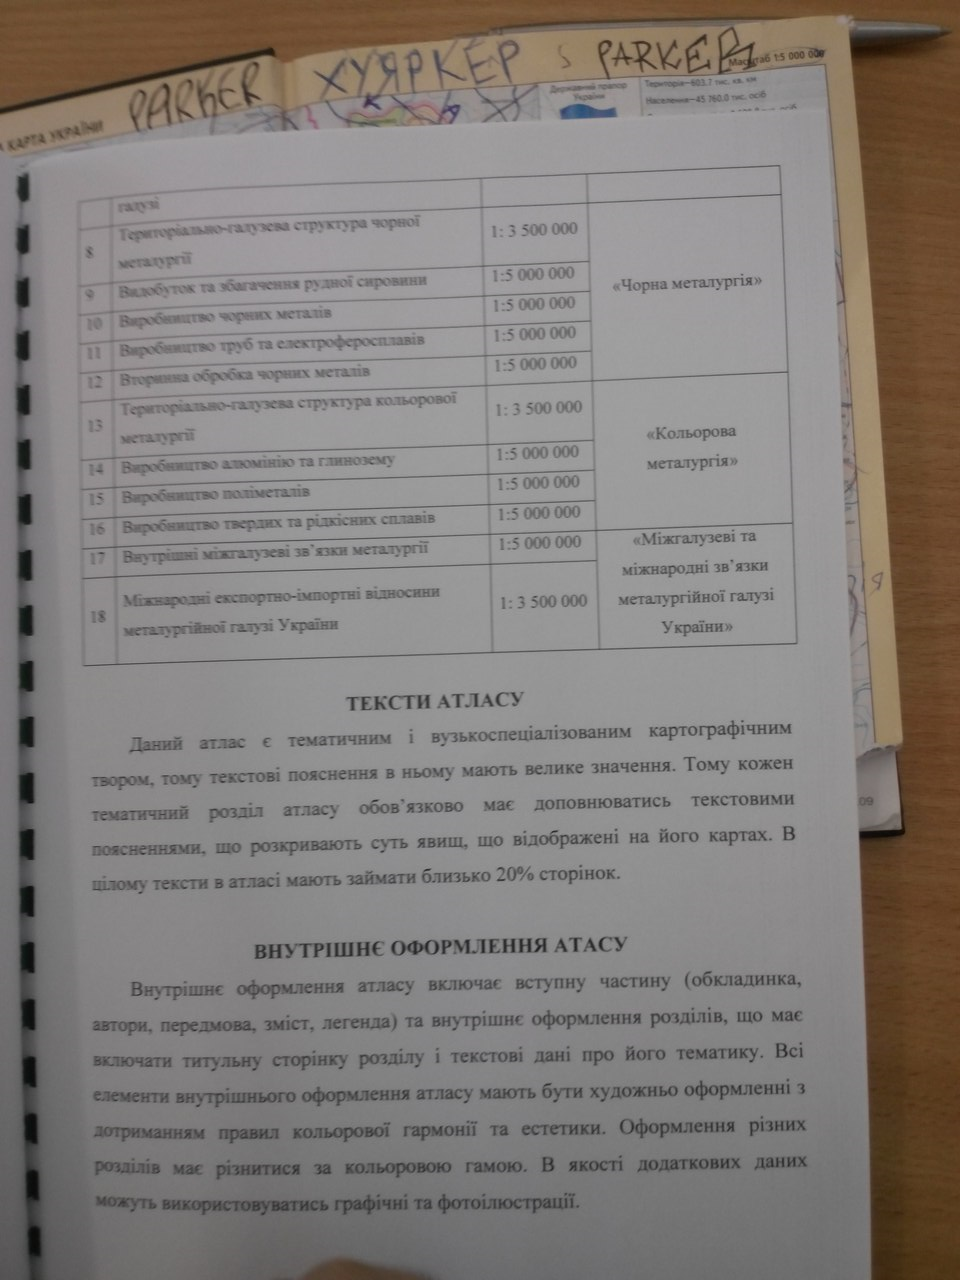 PARKER ХУЯРКЕР PARKER
Масштаб 1:5 000 000
КАРТА УКРАЇНИ
Державний прапор
України
Територія–603,7 тис. кв. км
Населення–45 760,0 тис. осіб
галузі
8 Територіально-галузева структура чорної металургії 1: 3 500 000 «Чорна металургія»
9 Видобуток та збагачення рудної сировини 1:5 000 000
10 Виробництво чорних металів 1:5 000 000
11 Виробництво труб та електроферосплавів 1:5 000 000
12 Вторинна обробка чорних металів 1:5 000 000
13 Територіально-галузева структура кольорової металургії 1: 3 500 000 «Кольорова металургія»
14 Виробництво алюмінію та глинозему 1:5 000 000
15 Виробництво поліметалів 1:5 000 000
16 Виробництво твердих та рідкісних сплавів 1:5 000 000
17 Внутрішні міжгалузеві зв’язки металургії 1:5 000 000 «Міжгалузеві та міжнародні зв’язки металургійної галузі України»
18 Міжнародні експортно-імпортні відносини металургійної галузі України 1: 3 500 000
ТЕКСТИ АТЛАСУ
Даний атлас є тематичним і вузькоспеціалізованим картографічним
твором, тому текстові пояснення в ньому мають велике значення. Тому кожен
тематичний розділ атласу обов’язково має доповнюватись текстовими
поясненнями, що розкривають суть явищ, що відображені на його картах. В
цілому тексти в атласі мають займати близько 20% сторінок.
ВНУТРІШНЄ ОФОРМЛЕННЯ АТАСУ
Внутрішнє оформлення атласу включає вступну частину (обкладинка,
автори, передмова, зміст, легенда) та внутрішнє оформлення розділів, що має
включати титульну сторінку розділу і текстові дані про його тематику. Всі
елементи внутрішнього оформлення атласу мають бути художньо оформленні з
дотриманням правил кольорової гармонії та естетики. Оформлення різних
розділів має різнитися за кольоровою гамою. В якості додаткових даних
можуть використовуватись графічні та фотоілюстрації.